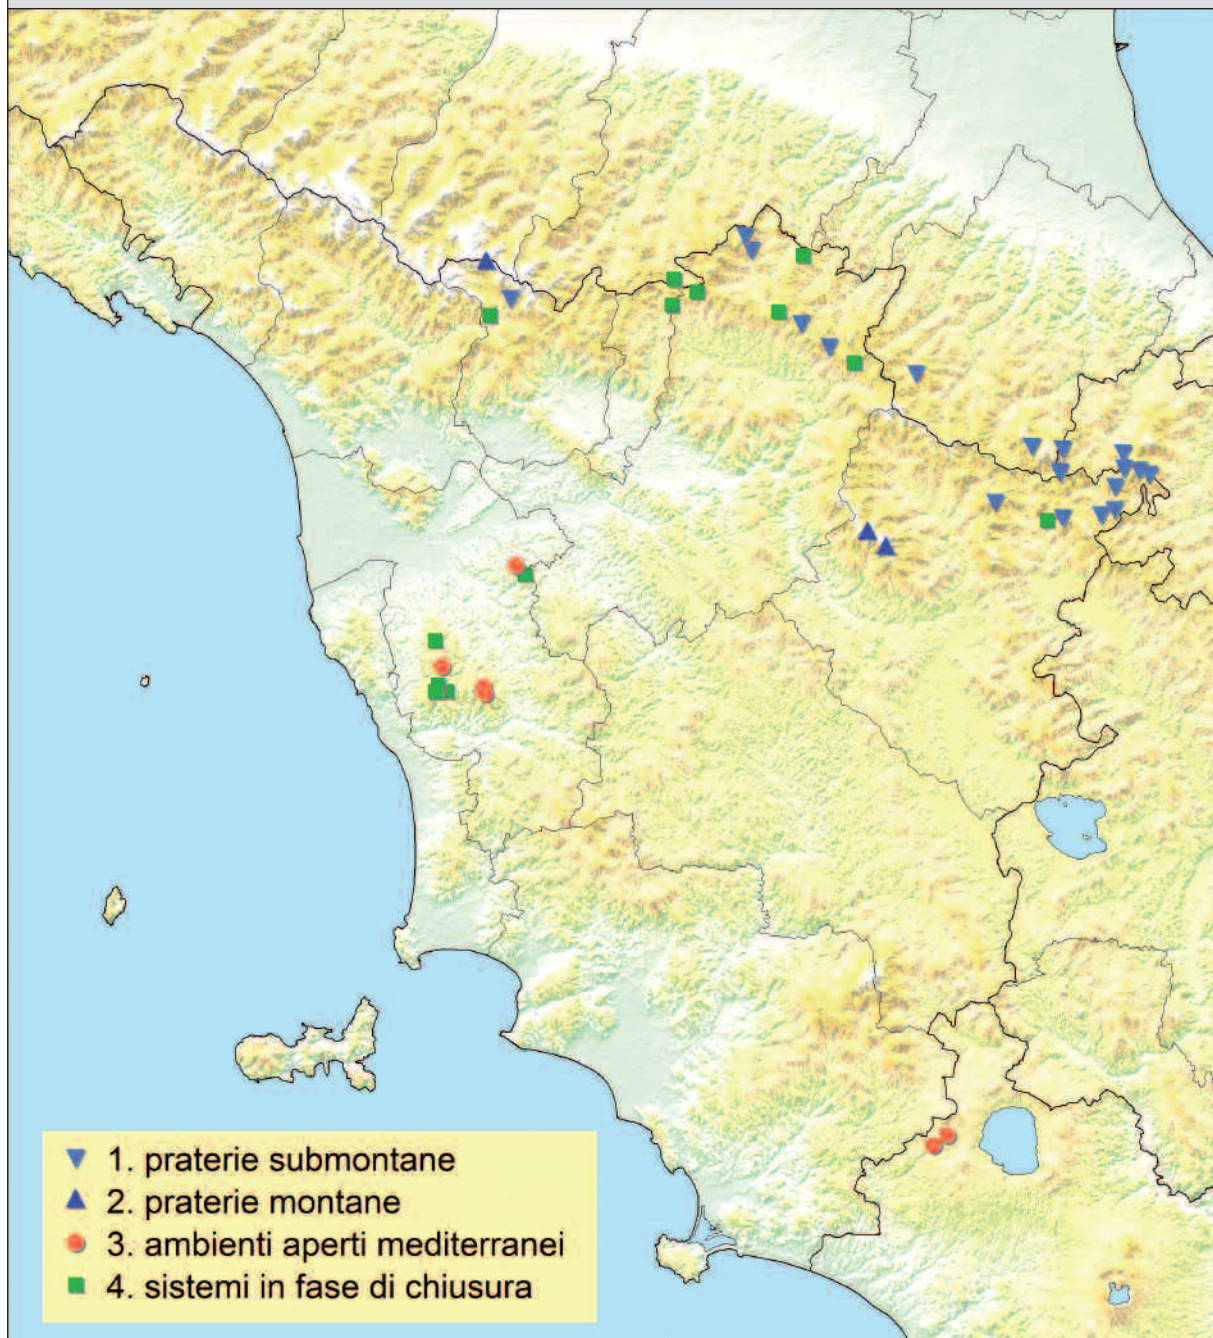 1. praterie submontane
2. praterie montane
3. ambienti aperti mediterranei
4. sistemi in fase di chiusura